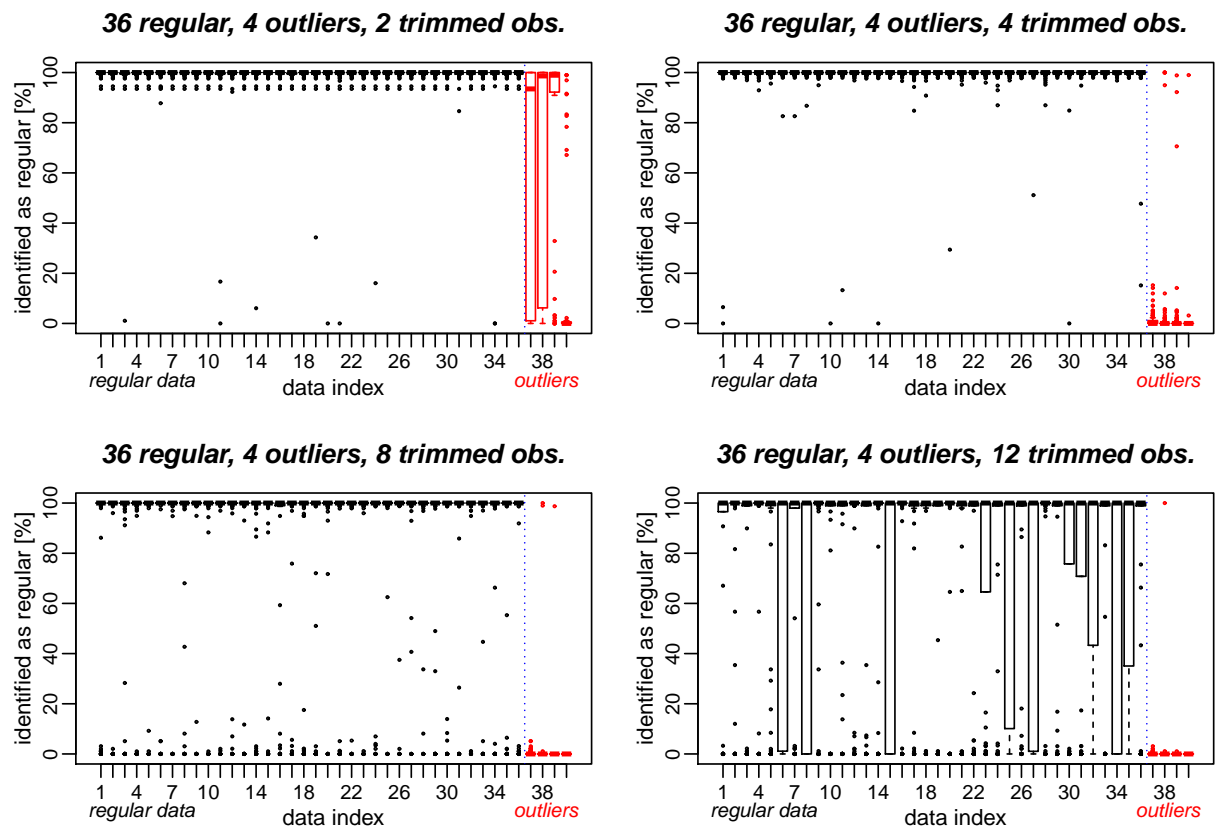 36 regular, 4 outliers, 2 trimmed obs.
identified as regular [%]
100
80
60
40
20
0
1 4 7 10 14 18 22 26 30 34 38
regular data data index outliers
36 regular, 4 outliers, 4 trimmed obs.
identified as regular [%]
100
80
60
40
20
0
1 4 7 10 14 18 22 26 30 34 38
regular data data index outliers
36 regular, 4 outliers, 8 trimmed obs.
identified as regular [%]
100
80
60
40
20
0
1 4 7 10 14 18 22 26 30 34
regular data data index outliers
36 regular, 4 outliers, 12 trimmed obs.
identified as regular [%]
100
80
60
40
20
0
1 4 7 10 14 18 22 26 30 34
regular data data index outliers